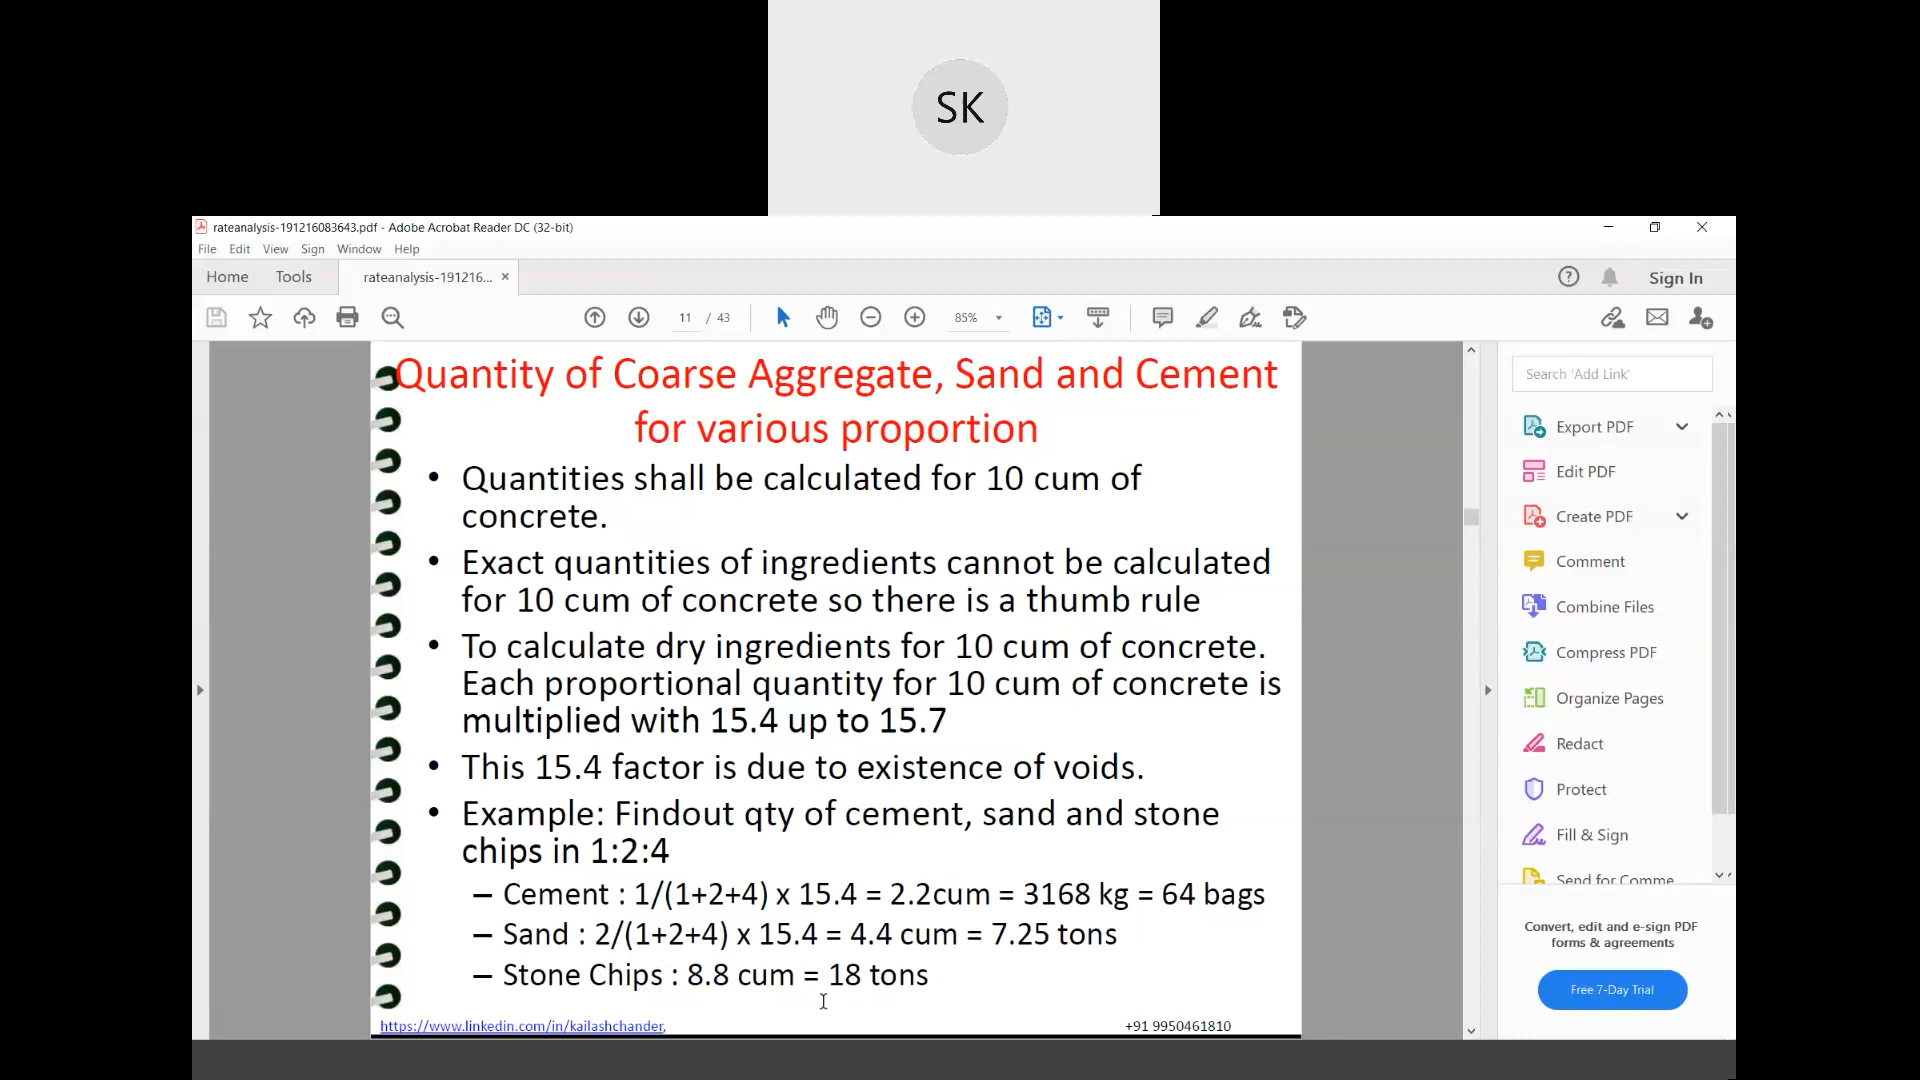 SK
rateanalysis-191216083643.pdf - Adobe Acrobat Reader DC (32-bit)
File Edit View Sign Window Help
Home Tools rateanalysis-191216... × Sign In
11 / 43 85%
Quantity of Coarse Aggregate, Sand and Cement
for various proportion
• Quantities shall be calculated for 10 cum of
concrete.
• Exact quantities of ingredients cannot be calculated
for 10 cum of concrete so there is a thumb rule
• To calculate dry ingredients for 10 cum of concrete.
Each proportional quantity for 10 cum of concrete is
multiplied with 15.4 up to 15.7
• This 15.4 factor is due to existence of voids.
• Example: Findout qty of cement, sand and stone
chips in 1:2:4
– Cement : 1/(1+2+4) x 15.4 = 2.2cum = 3168 kg = 64 bags
– Sand : 2/(1+2+4) x 15.4 = 4.4 cum = 7.25 tons
– Stone Chips : 8.8 cum = 18 tons
https://www.linkedin.com/in/kailashchander, +91 9950461810
Search 'Add Link'
Export PDF
Edit PDF
Create PDF
Comment
Combine Files
Compress PDF
Organize Pages
Redact
Protect
Fill & Sign
Send for Comme
Convert, edit and e-sign PDF
forms & agreements
Free 7-Day Trial